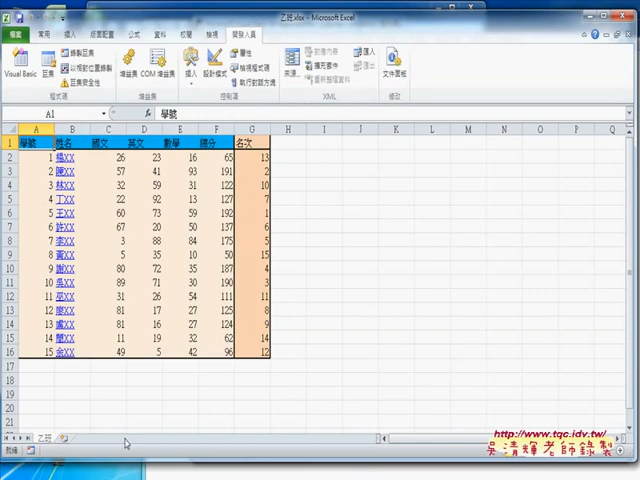 乙班.xlsx - Microsoft Excel
檔案 常用 插入 版面配置 公式 資料 校閱 檢視 開發人員
Visual Basic 巨集 錄製巨集 以相對位置錄製 巨集安全性 增益集 COM 增益集 插入 設計模式 屬性 檢視程式碼 執行對話方塊 來源... 對應內容 擴充套件 重新整理資料 匯入 匯出 文件面板
程式碼 增益集 控制項 XML 修改
A1 fx 學號
A B C D E F G H I J K L M N O P Q
1 學號 姓名 國文 英文 數學 總分 名次
2 1 楊XX 26 23 16 65 13
3 2 陳XX 57 41 93 191 2
4 3 林XX 32 59 31 122 10
5 4 丁XX 22 92 13 127 7
6 5 王XX 60 73 59 192 1
7 6 許XX 67 20 50 137 6
8 7 李XX 3 88 84 175 5
9 8 黃XX 5 35 10 50 15
10 9 謝XX 80 72 35 187 4
11 10 吳XX 89 71 30 190 3
12 11 巫XX 31 26 54 111 11
13 12 廖XX 81 17 27 125 8
14 13 盧XX 81 16 27 124 9
15 14 簡XX 11 19 32 62 14
16 15 余XX 49 5 42 96 12
17
18
19
20
21
乙班
就緒
http://www.tqc.idv.tw/
吳清輝老師錄製